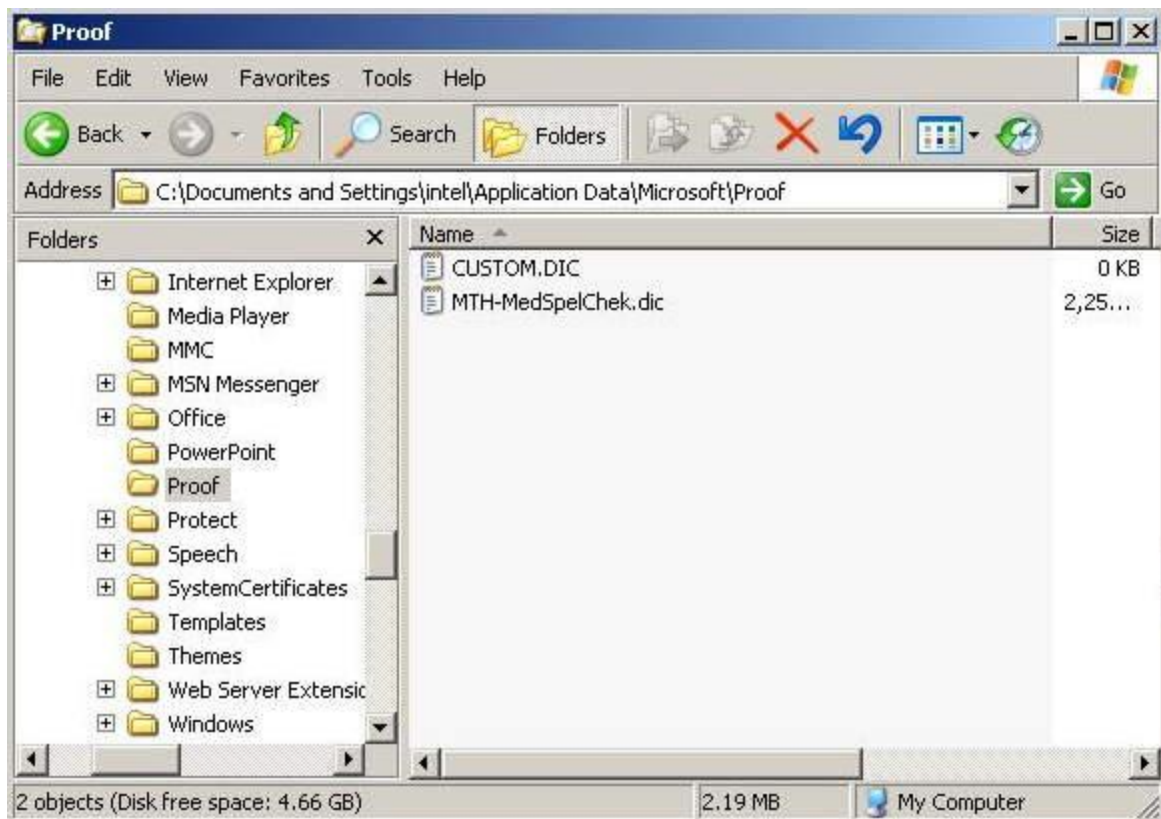 Proof
File Edit View Favorites Tools Help
Back Search Folders
Address C:\Documents and Settings\intel\Application Data\Microsoft\Proof Go
Folders
Name Size
Internet Explorer
Media Player
MMC
MSN Messenger
Office
PowerPoint
Proof
Protect
Speech
SystemCertificates
Templates
Themes
Web Server Extensic
Windows
CUSTOM.DIC 0 KB
MTH-MedSpelChek.dic 2,25...
2 objects (Disk free space: 4.66 GB) 2.19 MB My Computer